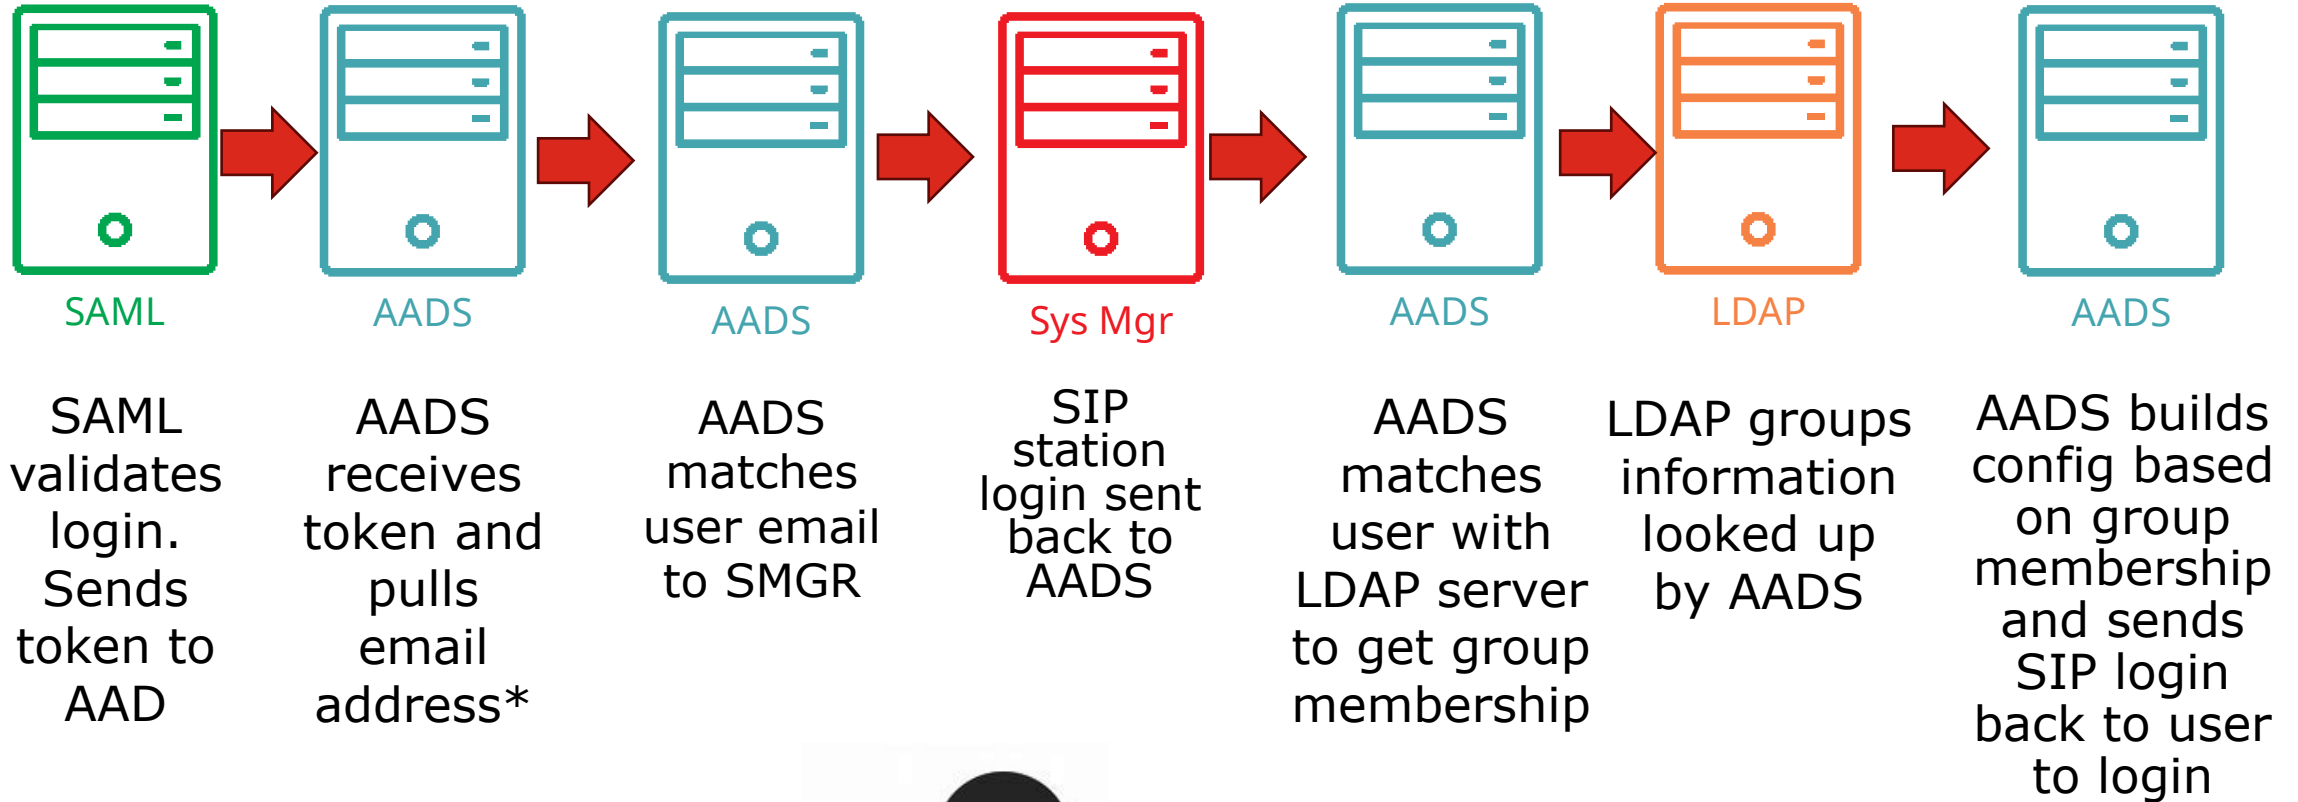 SAML
AADS
AADS
Sys Mgr
AADS
LDAP
AADS
SAML
validates
login.
Sends
token to
AAD
AADS
receives
token and
pulls
email
address*
AADS
matches
user email
to SMGR
SIP
station
login sent
back to
AADS
AADS
matches
user with
LDAP server
to get group
membership
LDAP groups
information
looked up
by AADS
AADS builds
config based
on group
membership
and sends
SIP login
back to user
to login